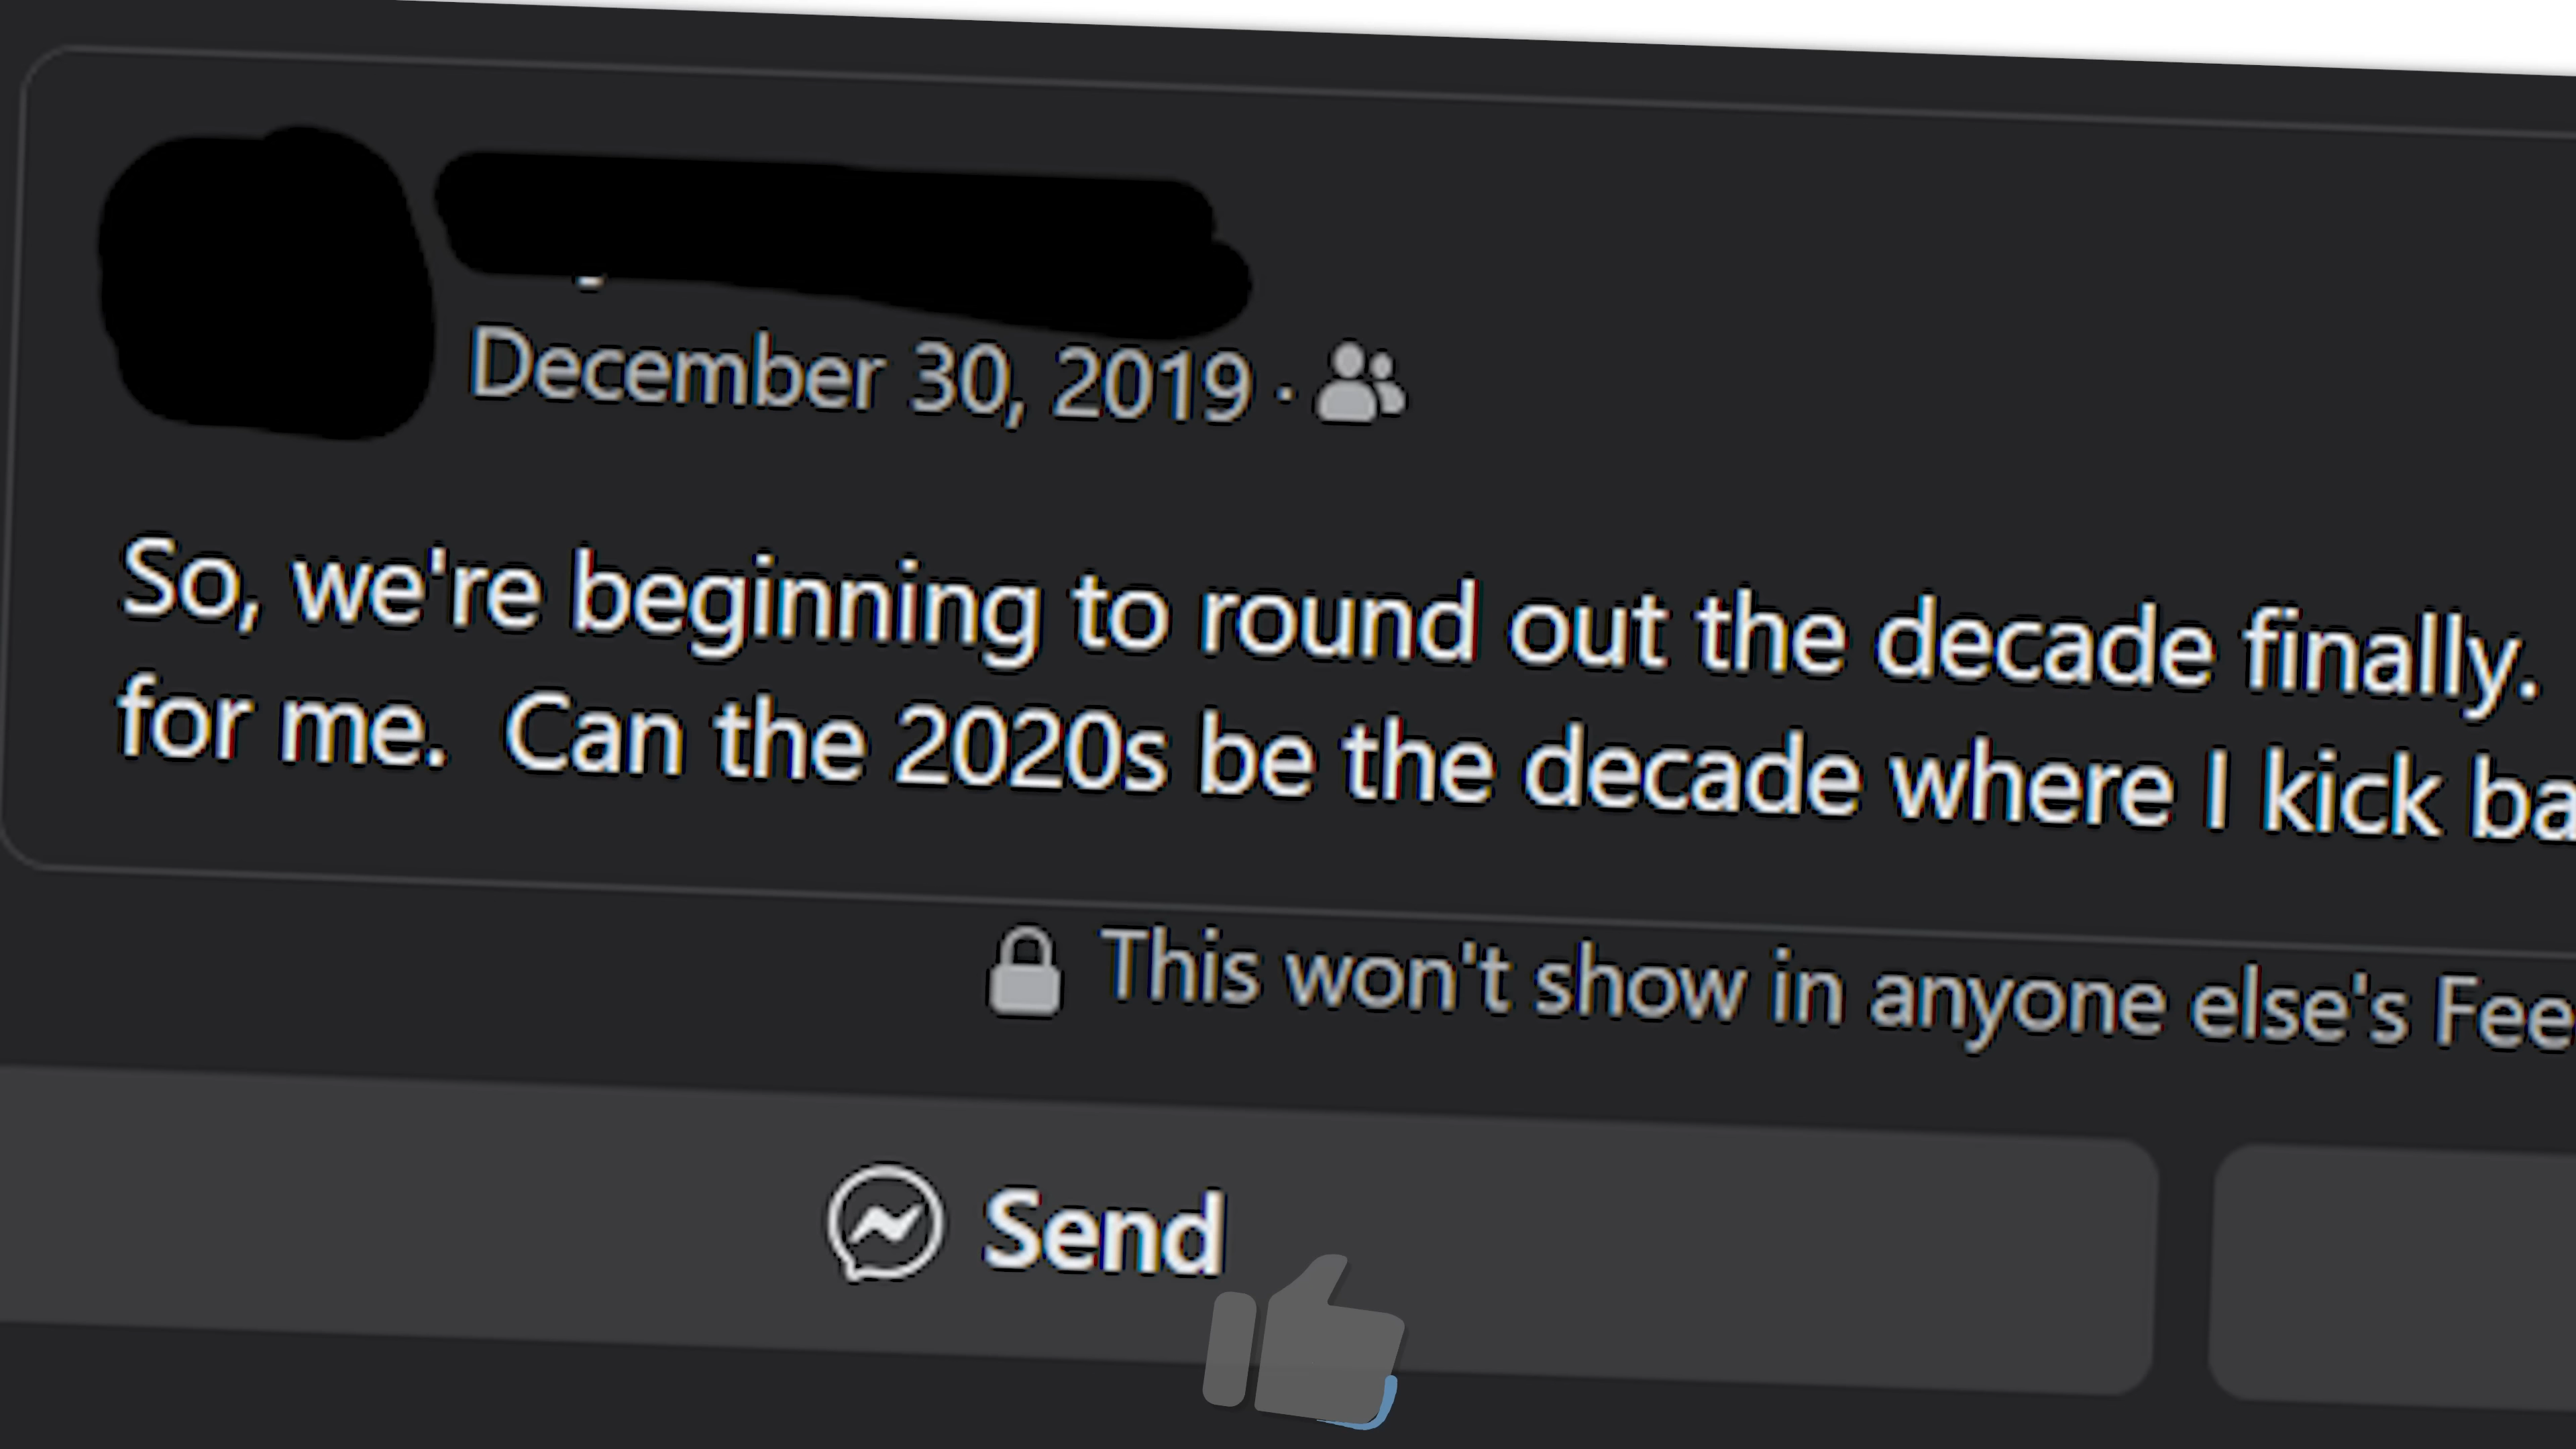 December 30, 2019 ·
So, we're beginning to round out the decade finally.
for me.  Can the 2020s be the decade where I kick ba
This won't show in anyone else's Fee
Send